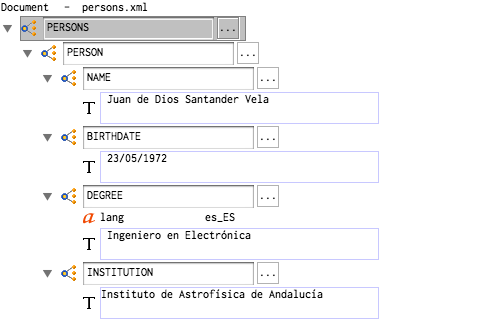 Document - persons.xml
PERSONS ...
PERSON ...
NAME ...
T Juan de Dios Santander Vela
BIRTHDATE ...
T 23/05/1972
DEGREE ...
a lang es_ES
T Ingeniero en Electrónica
INSTITUTION ...
T Instituto de Astrofísica de Andalucía